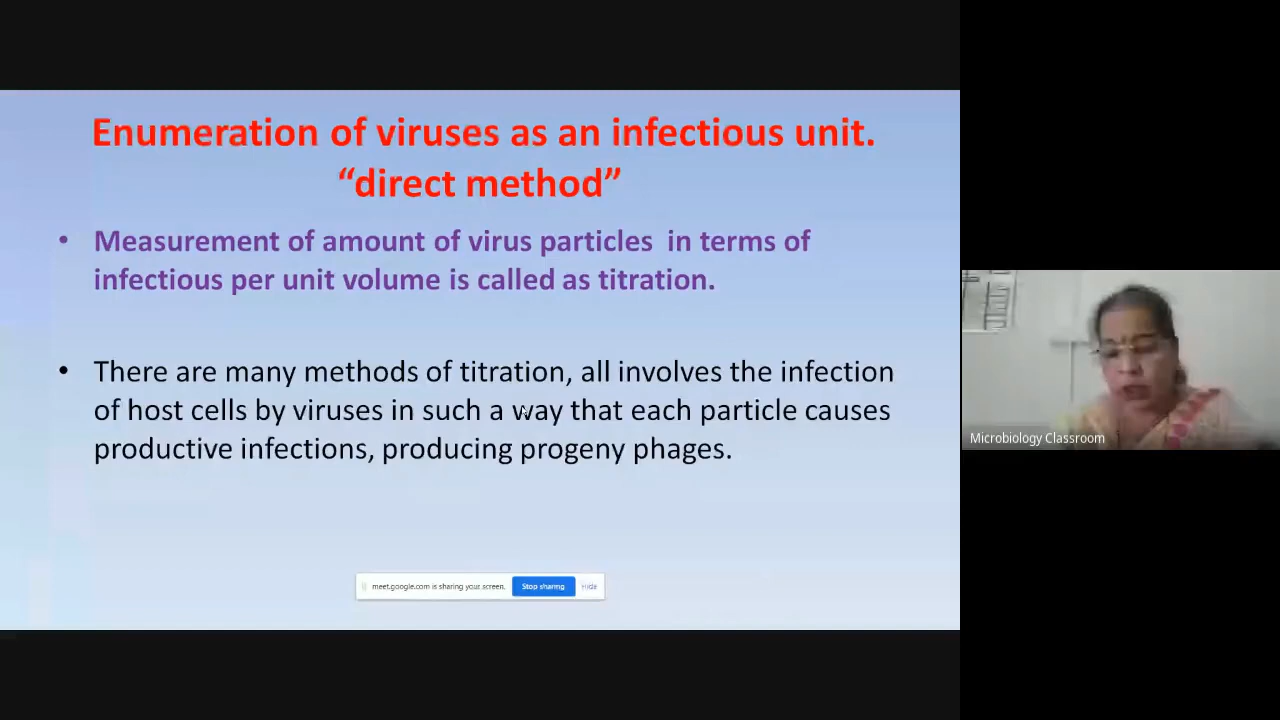 Enumeration of viruses as an infectious unit.
“direct method”
• Measurement of amount of virus particles in terms of
infectious per unit volume is called as titration.
• There are many methods of titration, all involves the infection
of host cells by viruses in such a way that each particle causes
productive infections, producing progeny phages.
meet.google.com is sharing your screen. Stop sharing Hide
Microbiology Classroom